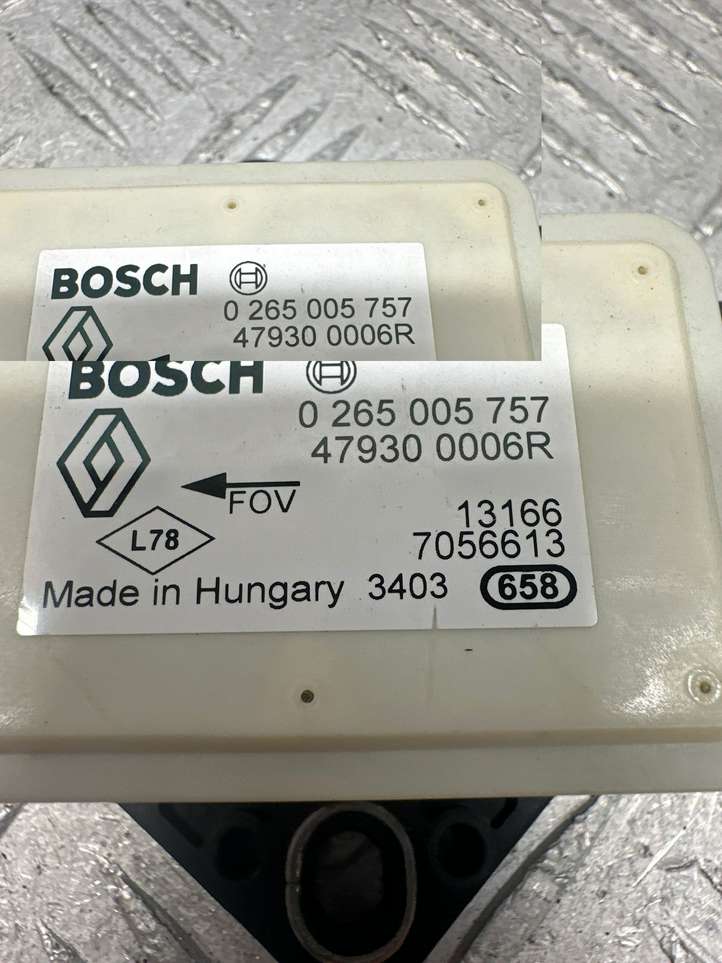 BOSCH
0 265 005 757
47930 0006R
BOSCH
0 265 005 757
47930 0006R
FOV
13166
L78
7056613
Made in Hungary 3403 658